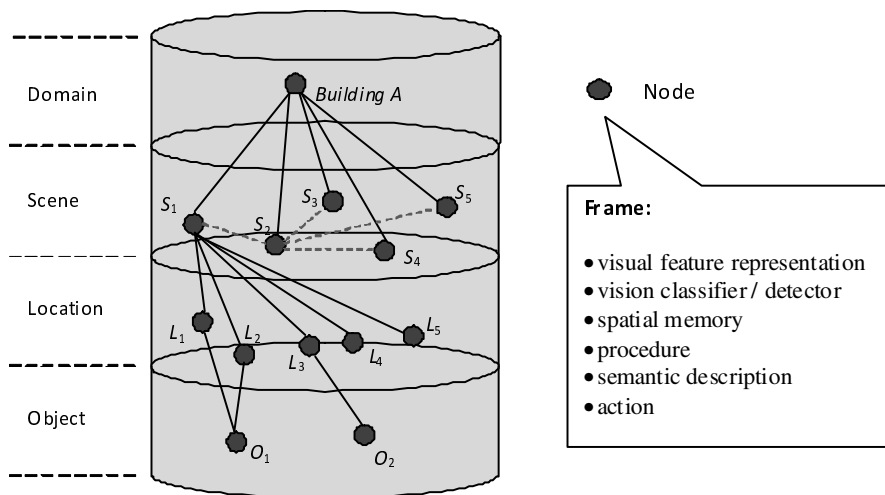 Domain
Building A
Node
Scene
S1
S2
S3
S4
S5
Location
L1
L2
L3
L4
L5
Object
O1
O2
Frame:
• visual feature representation
• vision classifier / detector
• spatial memory
• procedure
• semantic description
• action